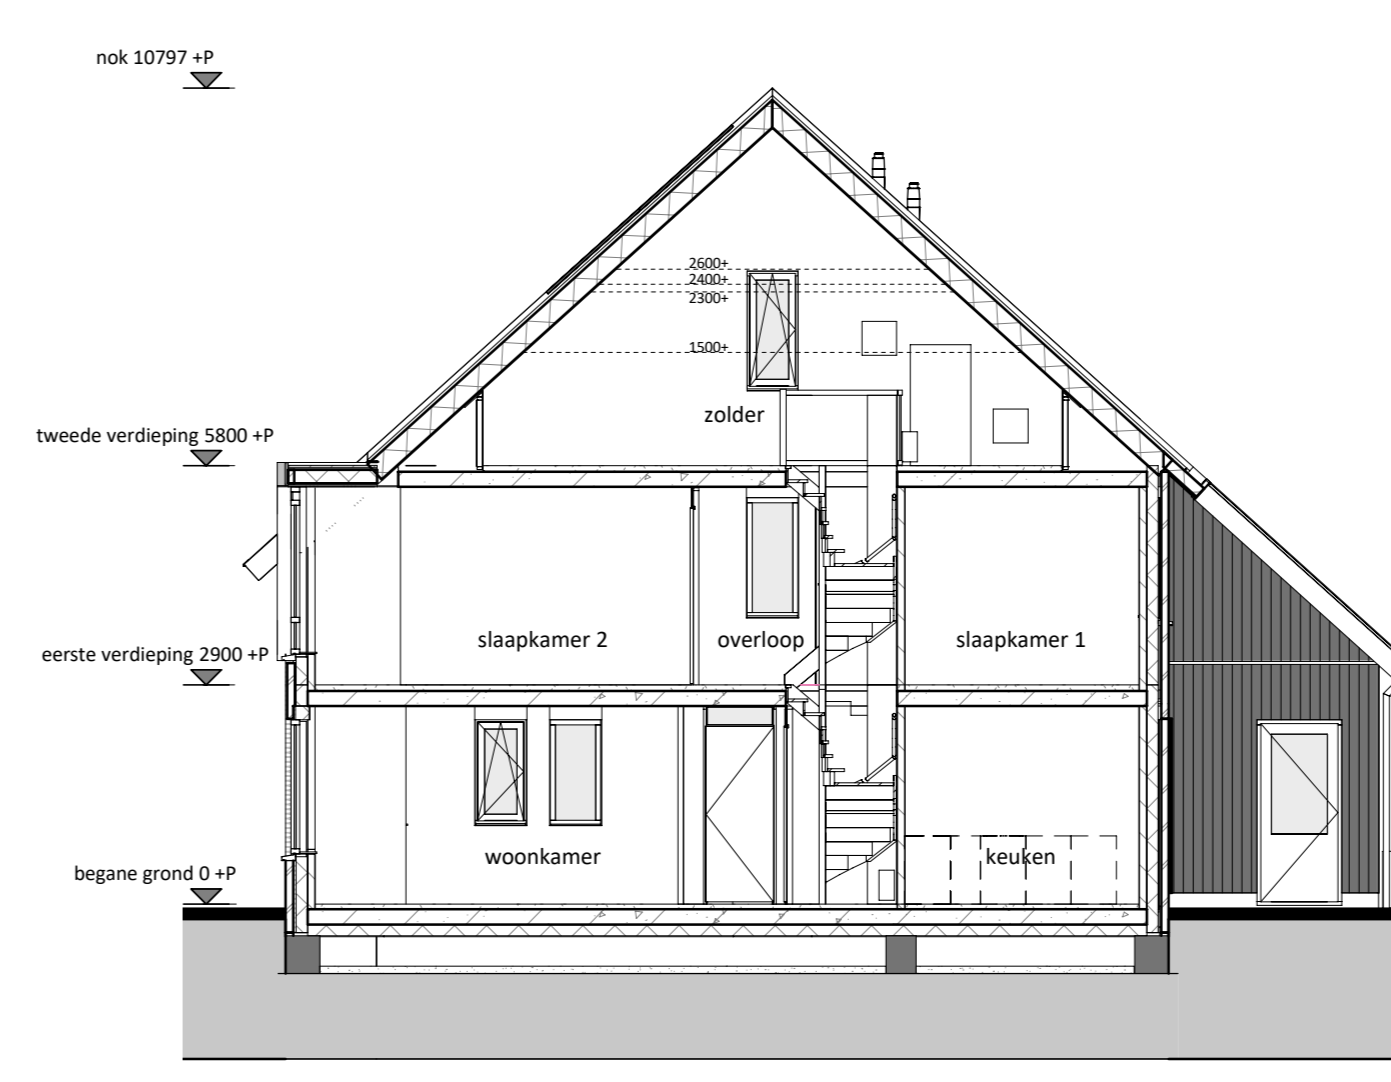 nok 10797 +P
2600+
2400+
2300+
1500+
zolder
tweede verdieping 5800 +P
slaapkamer 2
overloop
slaapkamer 1
eerste verdieping 2900 +P
woonkamer
keuken
begane grond 0 +P